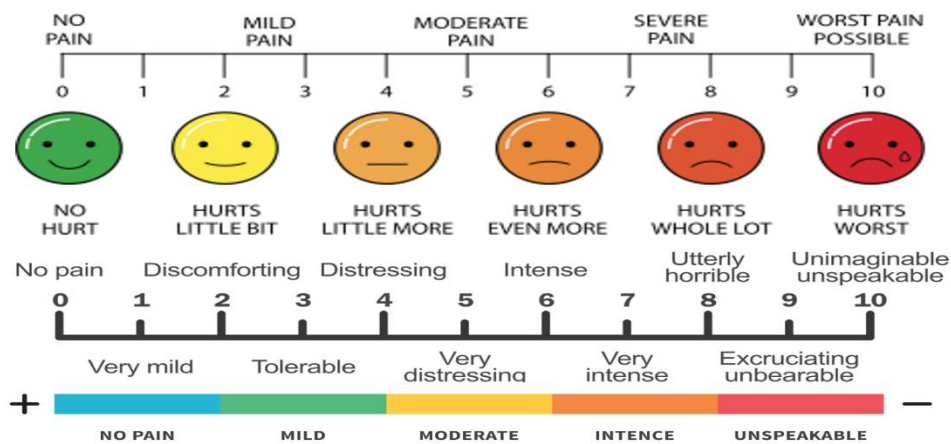 NO PAIN
MILD PAIN
MODERATE PAIN
SEVERE PAIN
WORST PAIN POSSIBLE
0 1 2 3 4 5 6 7 8 9 10
NO HURT
HURTS LITTLE BIT
HURTS LITTLE MORE
HURTS EVEN MORE
HURTS WHOLE LOT
HURTS WORST
No pain
Discomforting
Distressing
Intense
Utterly horrible
Unimaginable unspeakable
0 1 2 3 4 5 6 7 8 9 10
Very mild
Tolerable
Very distressing
Very intense
Excruciating unbearable
+ −
NO PAIN MILD MODERATE INTENCE UNSPEAKABLE